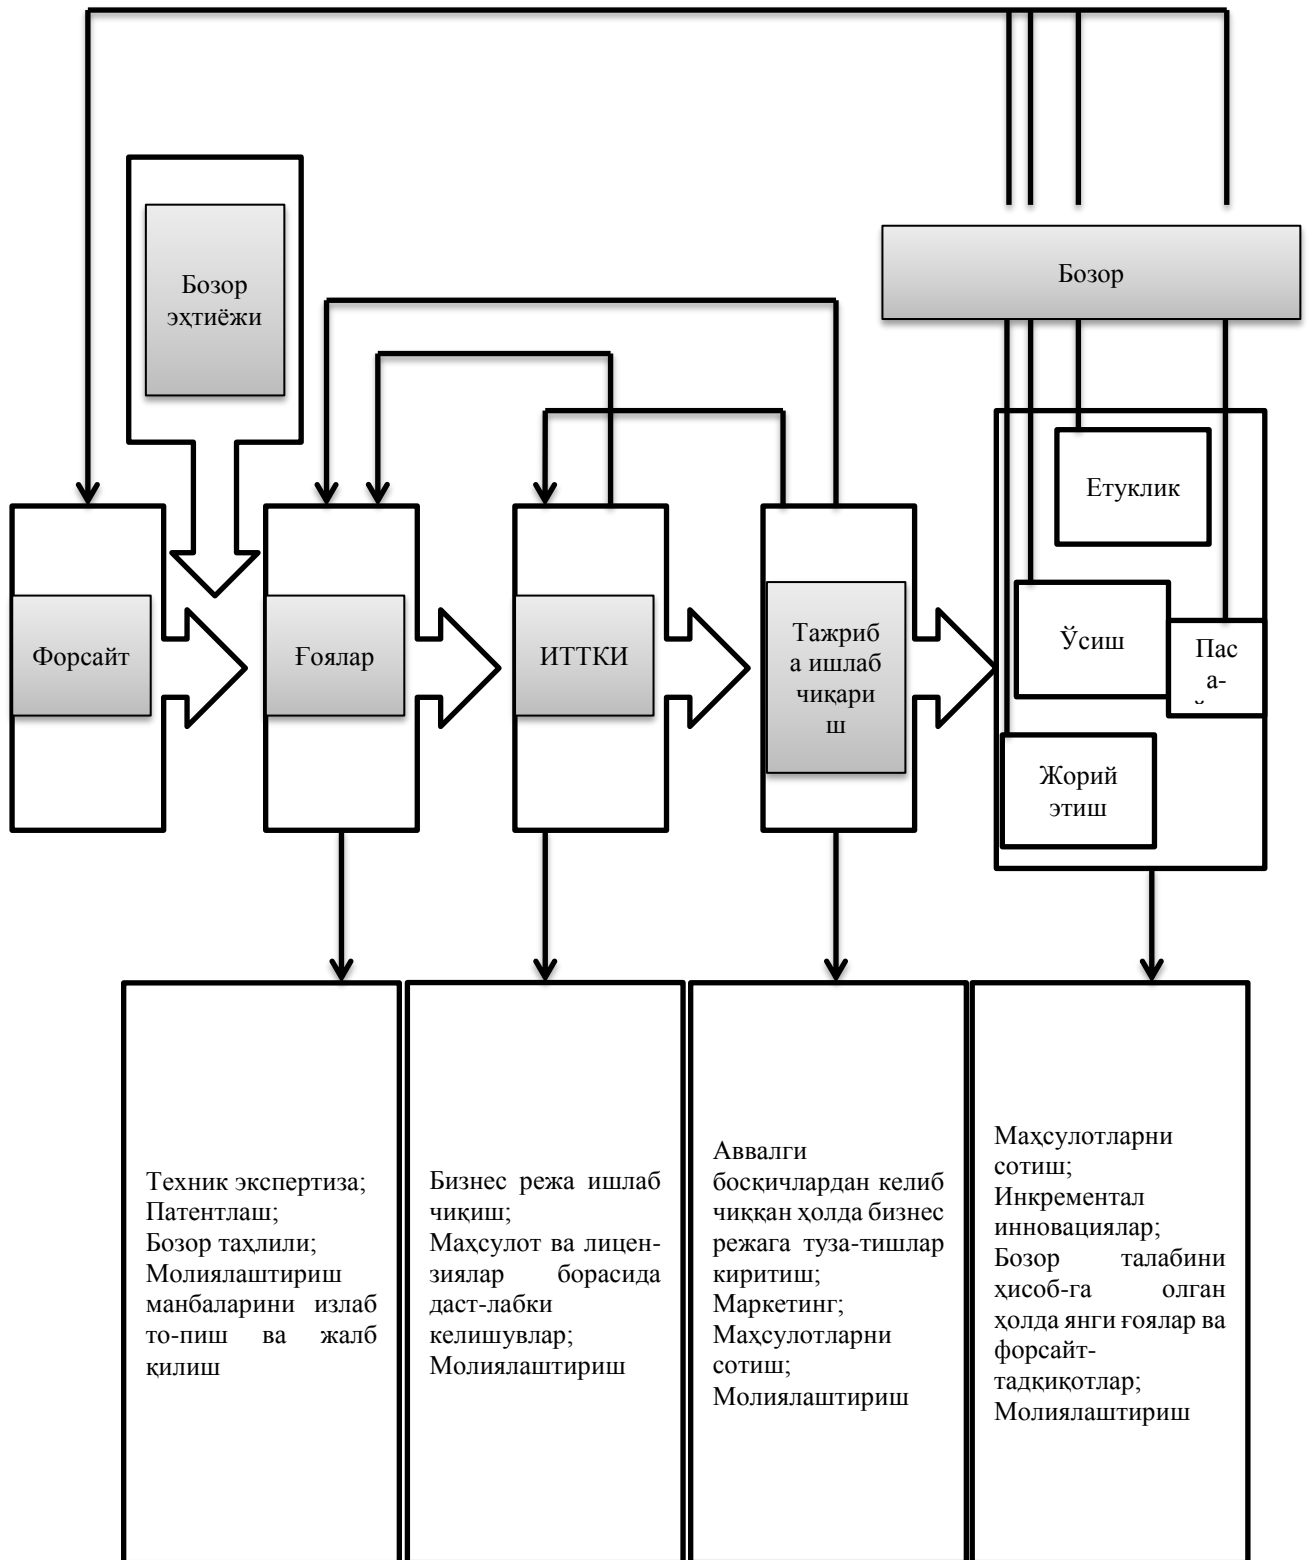 Бозор
эҳтиёжи
Бозор
Етуклик
Форсайт
Ғоялар
ИТТКИ
Тажриб
а ишлаб
чиқари
ш
Ўсиш
Пас
а-
Жорий
этиш
Техник экспертиза;
Патентлаш;
Бозор таҳлили;
Молиялаштириш
манбаларини излаб
то-пиш ва жалб
қилиш
Бизнес режа ишлаб
чиқиш;
Маҳсулот ва лицен-
зиялар борасида
даст-лабки
келишувлар;
Молиялаштириш
Аввалги
босқичлардан келиб
чиққан ҳолда бизнес
режага туза-тишлар
киритиш;
Маркетинг;
Маҳсулотларни
сотиш;
Молиялаштириш
Маҳсулотларни
сотиш;
Инкрементал
инновациялар;
Бозор талабини
ҳисоб-га олган
ҳолда янги ғоялар ва
форсайт-
тадқиқотлар;
Молиялаштириш